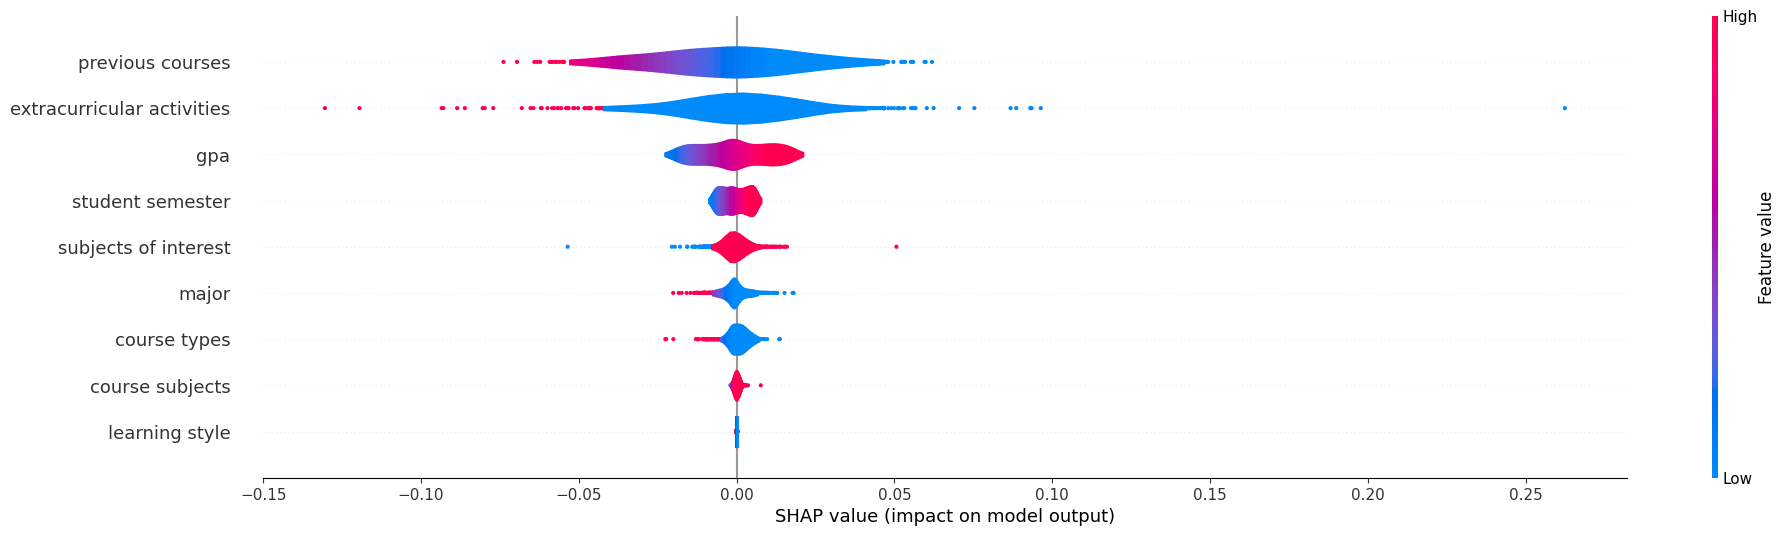 High
previous courses
extracurricular activities
gpa
student semester
subjects of interest
major
course types
course subjects
learning style
Feature value
Low
−0.15 −0.10 −0.05 0.00 0.05 0.10 0.15 0.20 0.25
SHAP value (impact on model output)